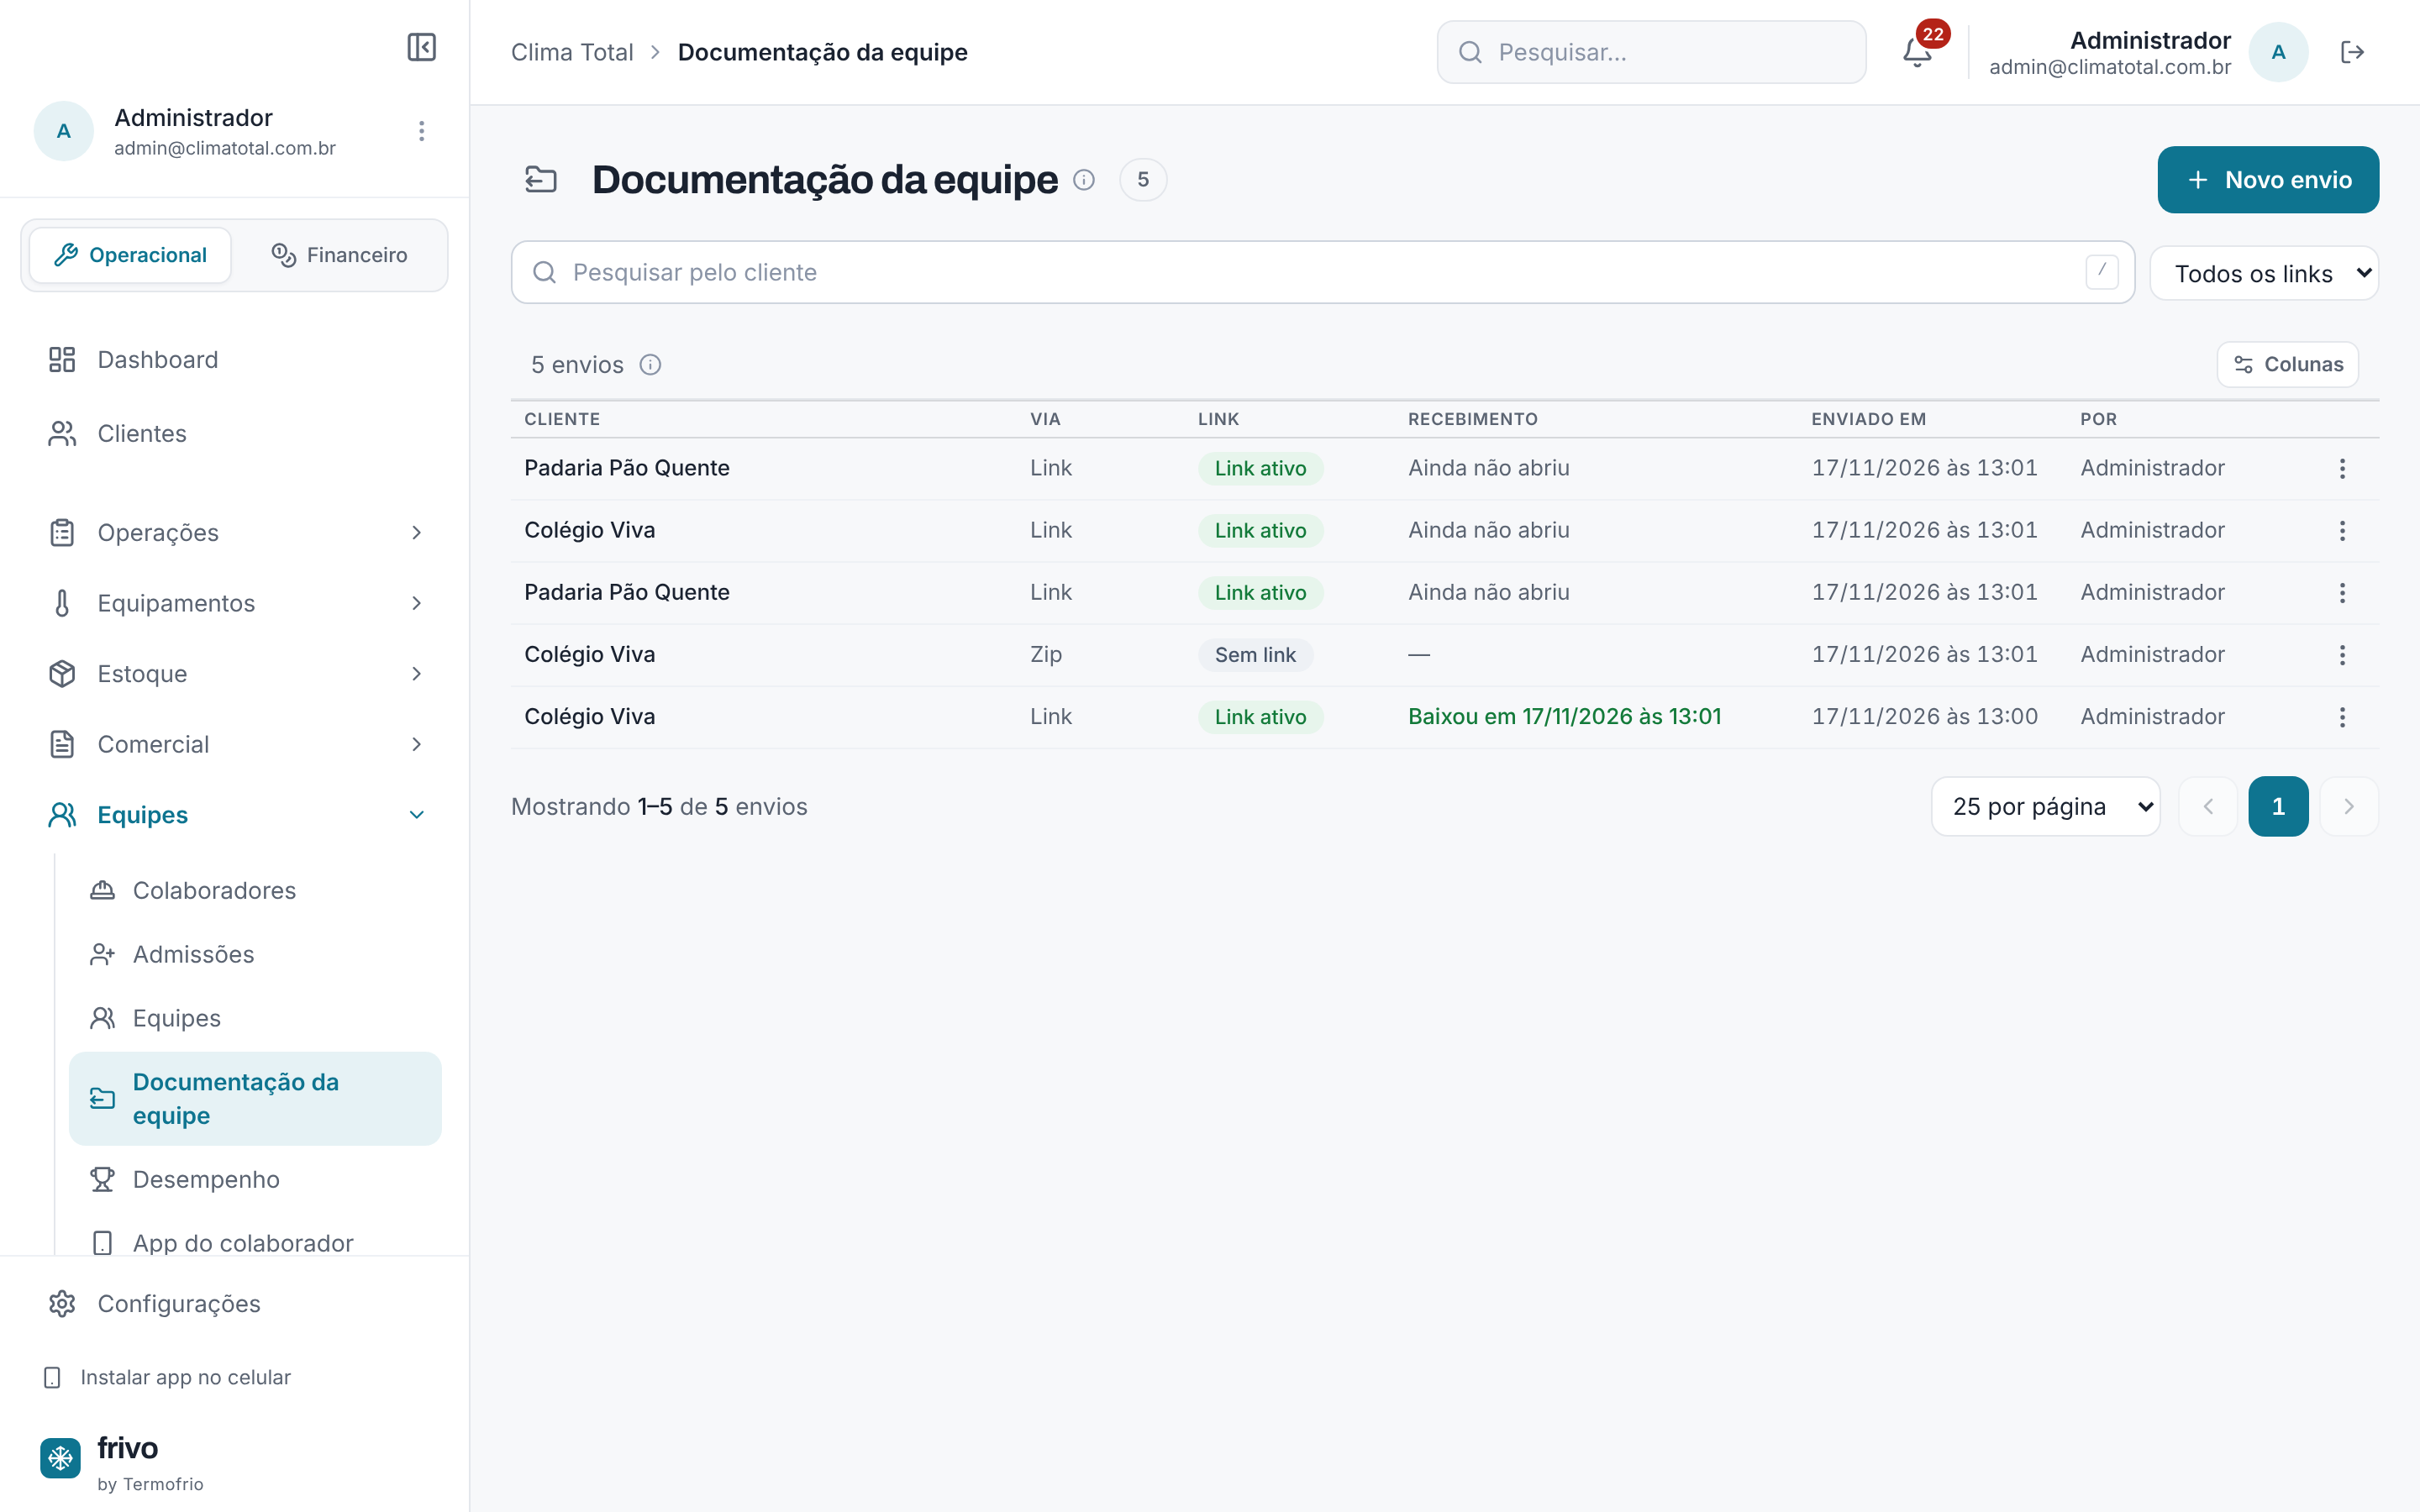 Administrador
admin@climatotal.com.br
A
Operacional
Financeiro
Dashboard
Clientes
Operações
Equipamentos
Estoque
Comercial
Equipes
Colaboradores
Admissões
Equipes
Documentação da
equipe
Desempenho
App do colaborador
Configurações
Instalar app no celular
frivo
by Termofrio
Clima Total > Documentação da equipe
Pesquisar...
22
Administrador
admin@climatotal.com.br
A
Documentação da equipe
5
+ Novo envio
Pesquisar pelo cliente
/
Todos os links
5 envios
Colunas
CLIENTE VIA LINK RECEBIMENTO ENVIADO EM POR
Padaria Pão Quente Link Link ativo Ainda não abriu 17/11/2026 às 13:01 Administrador
Colégio Viva Link Link ativo Ainda não abriu 17/11/2026 às 13:01 Administrador
Padaria Pão Quente Link Link ativo Ainda não abriu 17/11/2026 às 13:01 Administrador
Colégio Viva Zip Sem link — 17/11/2026 às 13:01 Administrador
Colégio Viva Link Link ativo Baixou em 17/11/2026 às 13:01 17/11/2026 às 13:00 Administrador
Mostrando 1–5 de 5 envios
25 por página
1